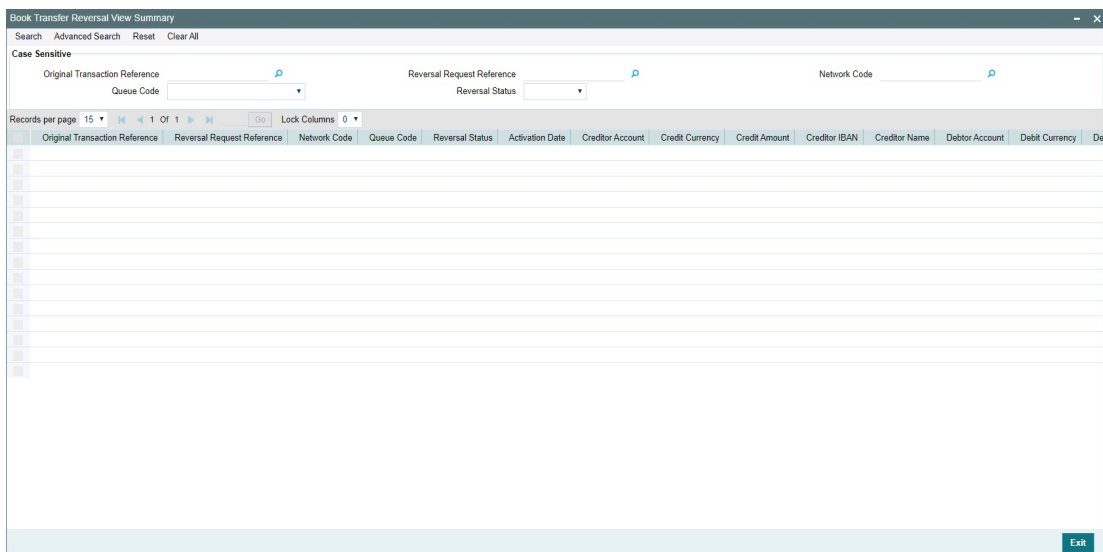 Book Transfer Reversal View Summary
Search Advanced Search Reset Clear All
Case Sensitive
Original Transaction Reference Reversal Request Reference Network Code
Queue Code Reversal Status
Records per page 15 1 Of 1 Go Lock Columns 0
Original Transaction Reference Reversal Request Reference Network Code Queue Code Reversal Status Activation Date Creditor Account Credit Currency Credit Amount Creditor IBAN Creditor Name Debtor Account Debit Currency De
Exit